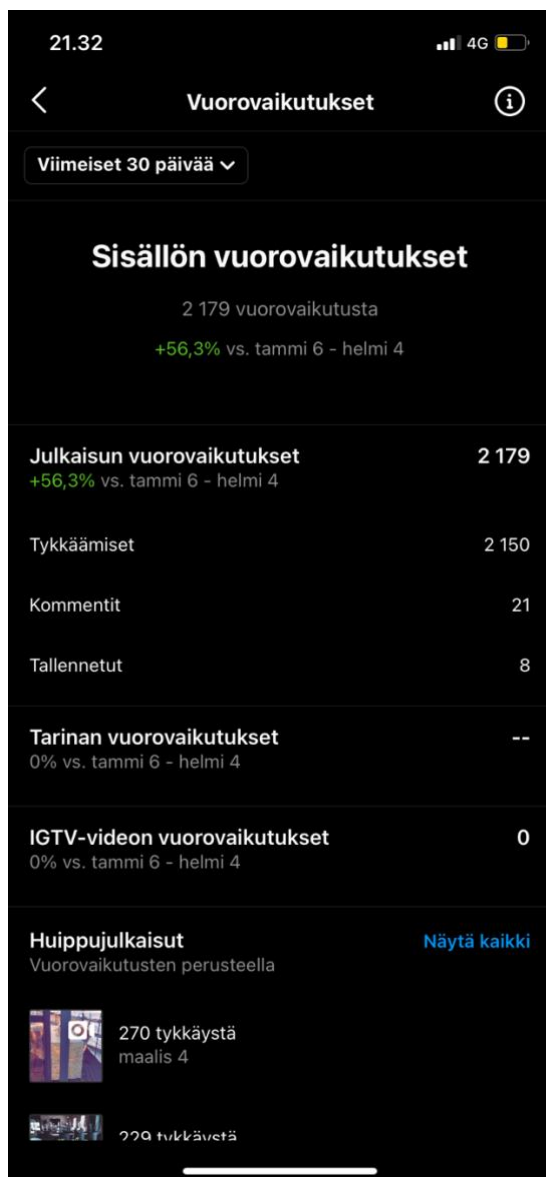 21.32
4G
Vuorovaikutukset
Viimeiset 30 päivää
Sisällön vuorovaikutukset
2 179 vuorovaikutusta
+56,3% vs. tammi 6 - helmi 4
Julkaisun vuorovaikutukset 2 179
+56,3% vs. tammi 6 - helmi 4
Tykkäämiset 2 150
Kommentit 21
Tallennetut 8
Tarinan vuorovaikutukset --
0% vs. tammi 6 - helmi 4
IGTV-videon vuorovaikutukset 0
0% vs. tammi 6 - helmi 4
Huippujulkaisut Näytä kaikki
Vuorovaikutusten perusteella
270 tykkäystä
maalis 4
229 tykkäystä